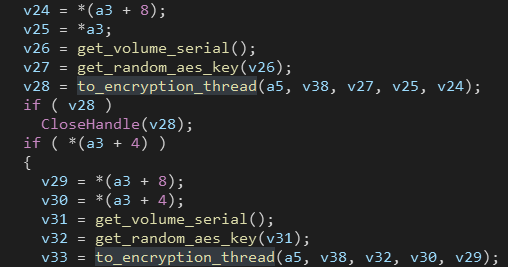 v24 = *(a3 + 8);
v25 = *a3;
v26 = get_volume_serial();
v27 = get_random_aes_key(v26);
v28 = to_encryption_thread(a5, v38, v27, v25, v24);
if ( v28 )
CloseHandle(v28);
if ( *(a3 + 4) )
{
v29 = *(a3 + 8);
v30 = *(a3 + 4);
v31 = get_volume_serial();
v32 = get_random_aes_key(v31);
v33 = to_encryption_thread(a5, v38, v32, v30, v29);